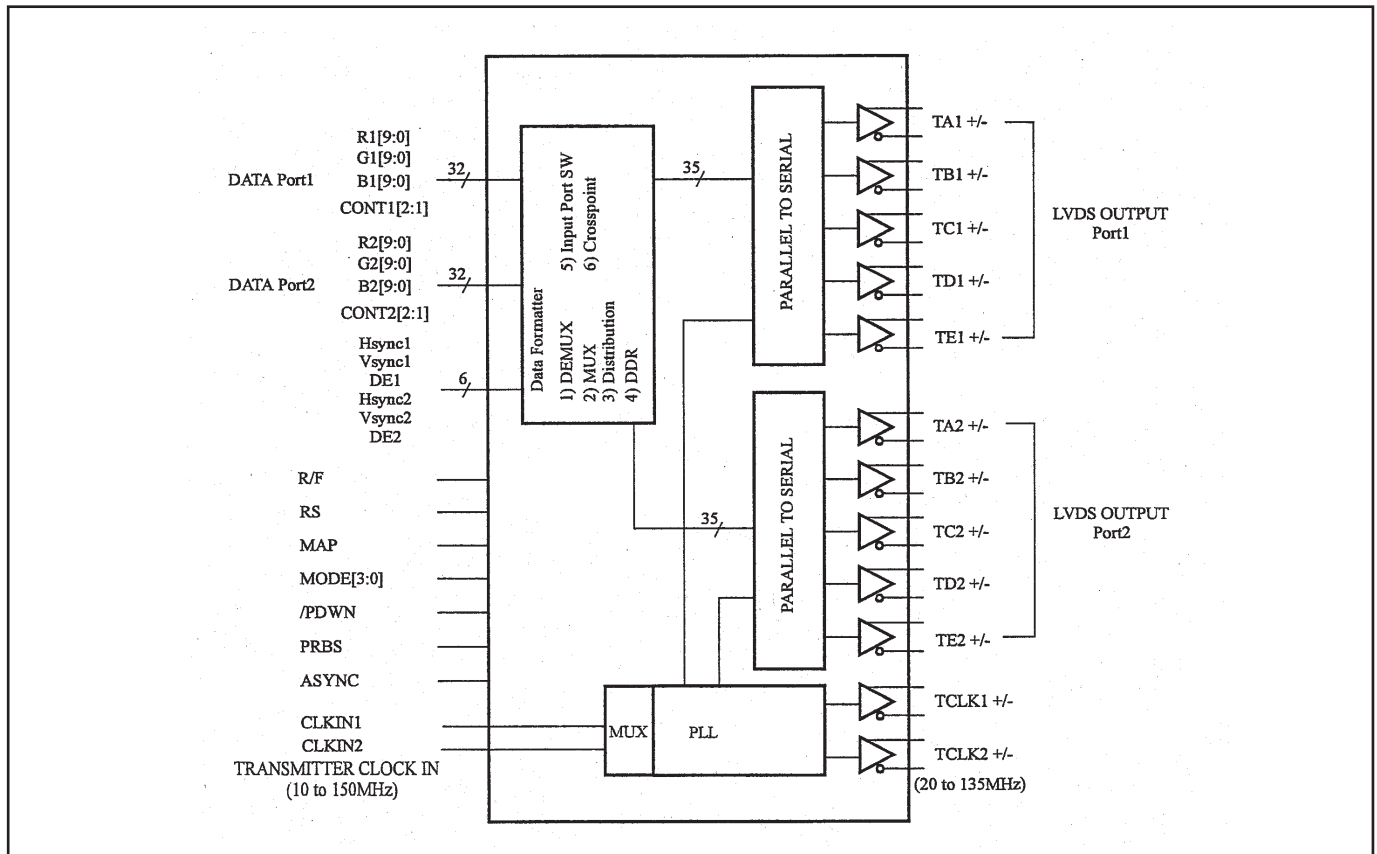 R1[9:0]
G1[9:0]
DATA Port1
B1[9:0]
32
CONT1[2:1]
R2[9:0]
G2[9:0]
DATA Port2
B2[9:0]
32
CONT2[2:1]
Hsync1
Vsync1
DE1
6
Hsync2
Vsync2
DE2
R/F
RS
MAP
MODE[3:0]
/PDWN
PRBS
ASYNC
CLKIN1
CLKIN2
TRANSMITTER CLOCK IN
(10 to 150MHz)
Data Formatter
1) DEMUX
2) MUX
3) Distribution
4) DDR
5) Input Port SW
6) Crosspoint
35
35
PARALLEL TO SERIAL
PARALLEL TO SERIAL
MUX
PLL
TA1 +/-
TB1 +/-
TC1 +/-
TD1 +/-
TE1 +/-
LVDS OUTPUT
Port1
TA2 +/-
TB2 +/-
TC2 +/-
TD2 +/-
TE2 +/-
LVDS OUTPUT
Port2
TCLK1 +/-
TCLK2 +/-
(20 to 135MHz)